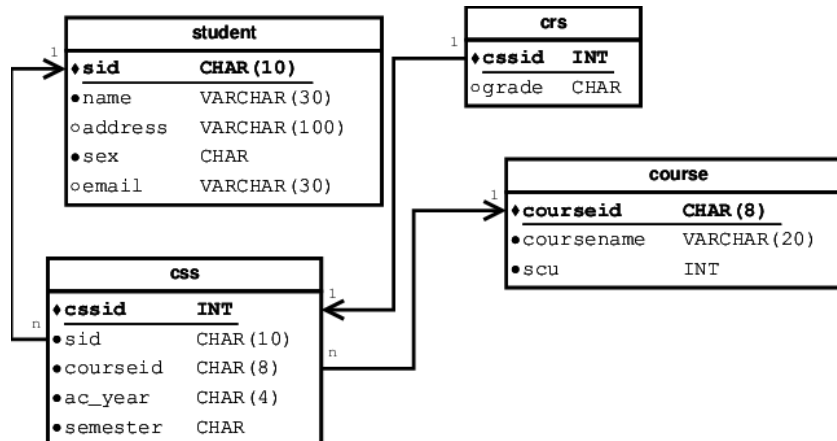 student
1
sid CHAR(10)
name VARCHAR(30)
address VARCHAR(100)
sex CHAR
email VARCHAR(30)
crs
1
cssid INT
grade CHAR
course
1
courseid CHAR(8)
coursename VARCHAR(20)
scu INT
css
1
cssid INT
n
sid CHAR(10)
n
courseid CHAR(8)
ac_year CHAR(4)
semester CHAR